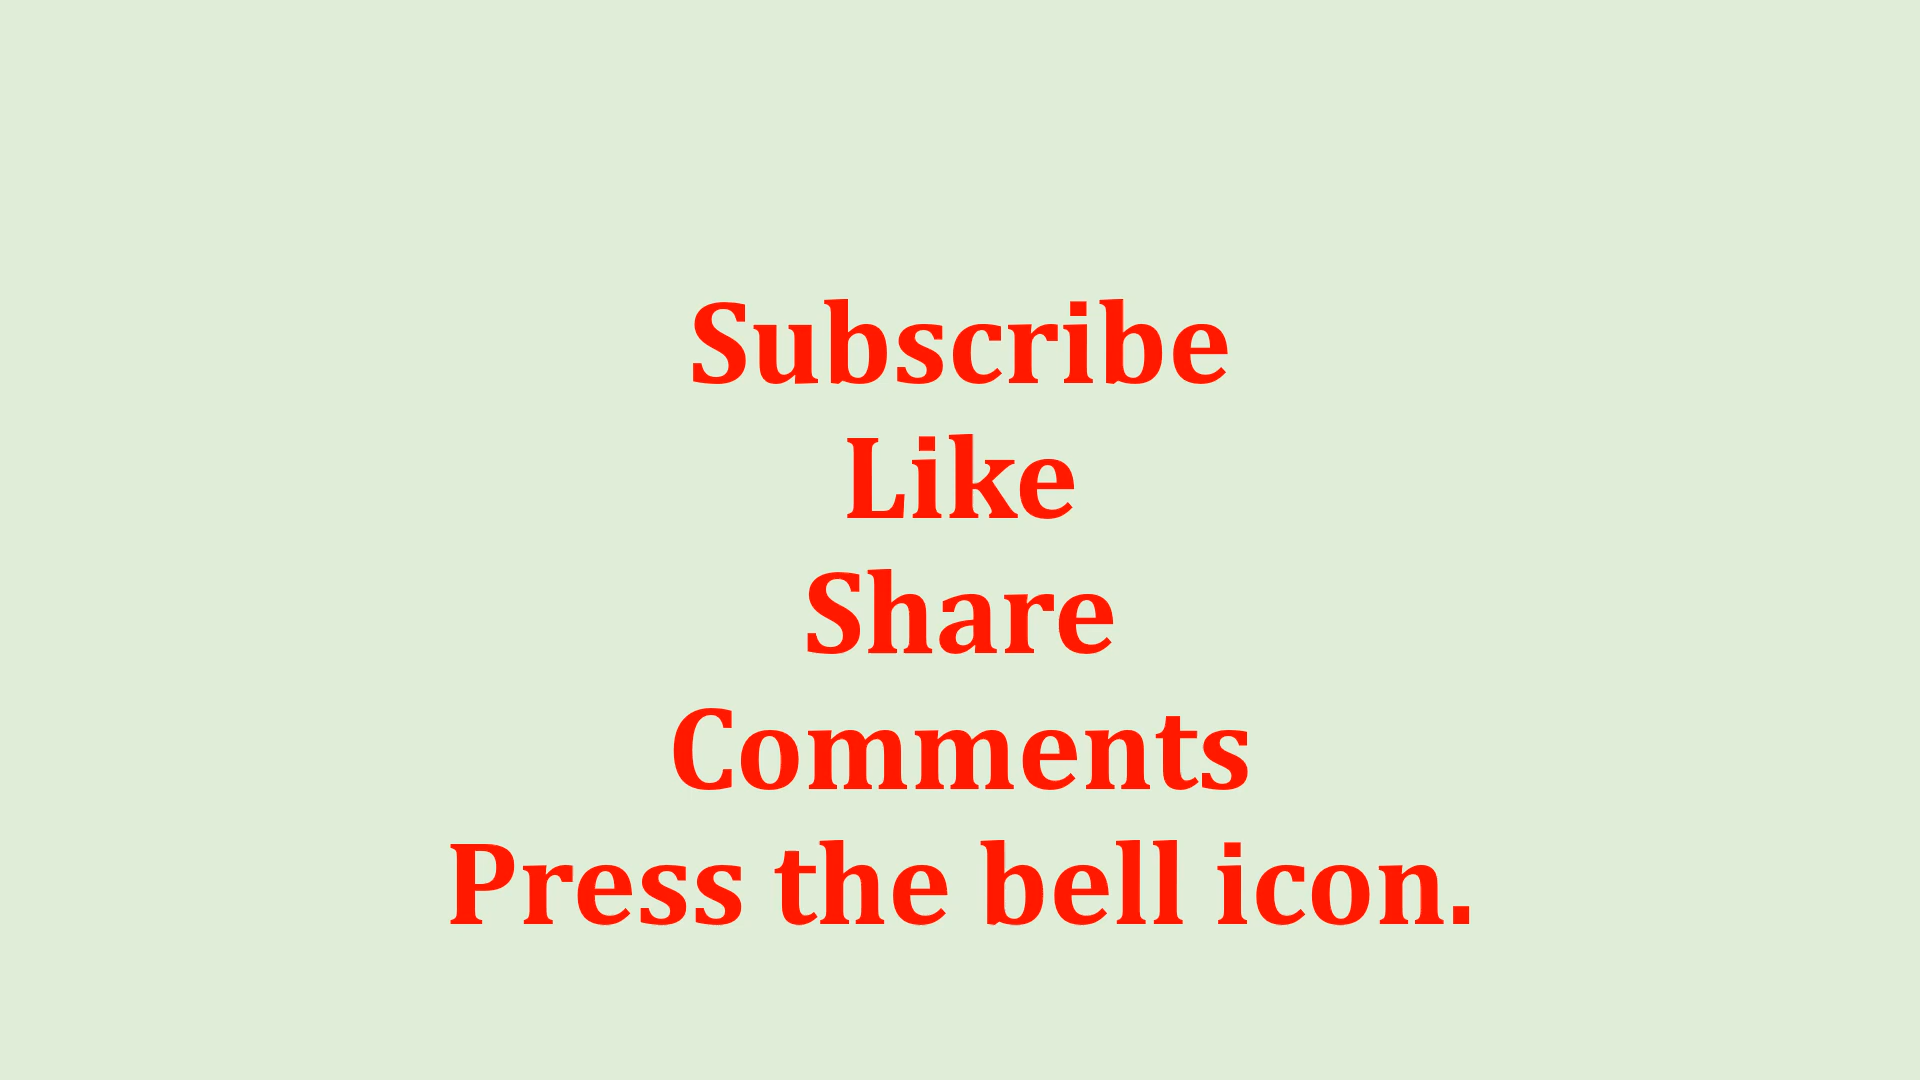 Subscribe
Like
Share
Comments
Press the bell icon.